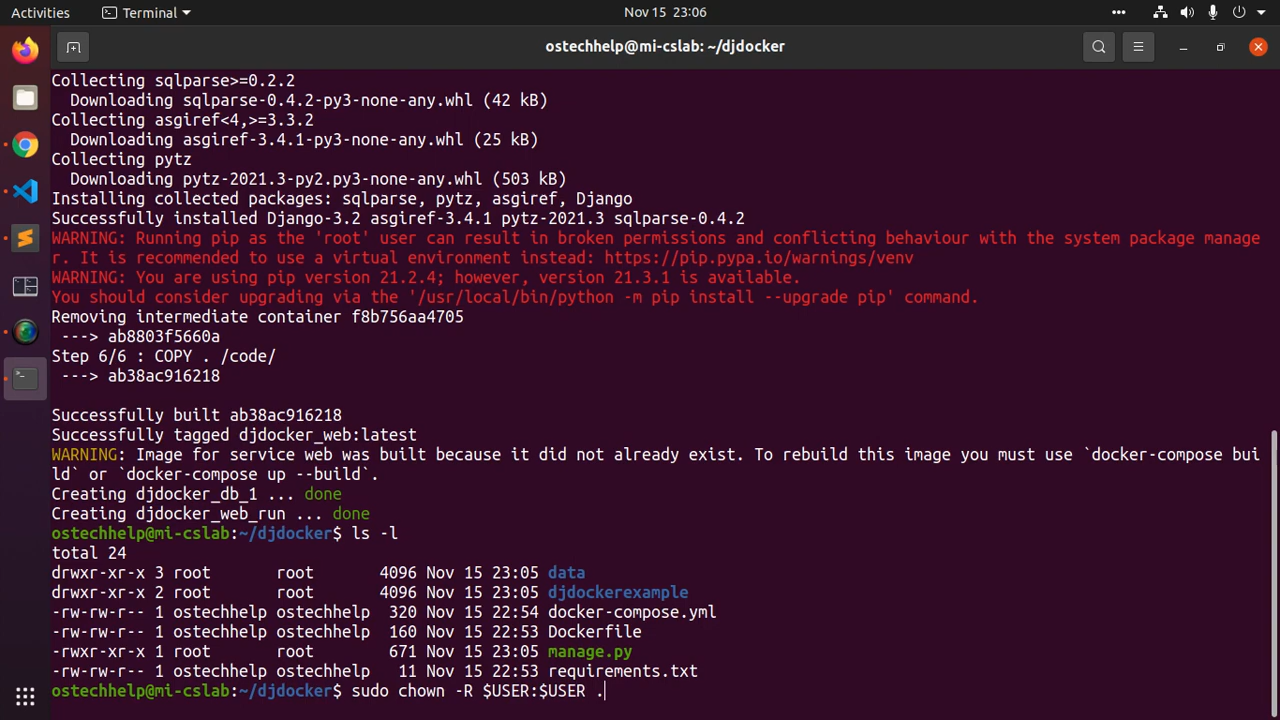 Activities
Terminal
Nov 15 23:06
ostechhelp@mi-cslab: ~/djdocker
Collecting sqlparse>=0.2.2
  Downloading sqlparse-0.4.2-py3-none-any.whl (42 kB)
Collecting asgiref<4,>=3.3.2
  Downloading asgiref-3.4.1-py3-none-any.whl (25 kB)
Collecting pytz
  Downloading pytz-2021.3-py2.py3-none-any.whl (503 kB)
Installing collected packages: sqlparse, pytz, asgiref, Django
Successfully installed Django-3.2 asgiref-3.4.1 pytz-2021.3 sqlparse-0.4.2
WARNING: Running pip as the 'root' user can result in broken permissions and conflicting behaviour with the system package manage
r. It is recommended to use a virtual environment instead: https://pip.pypa.io/warnings/venv
WARNING: You are using pip version 21.2.4; however, version 21.3.1 is available.
You should consider upgrading via the '/usr/local/bin/python -m pip install --upgrade pip' command.
Removing intermediate container f8b756aa4705
 ---> ab8803f5660a
Step 6/6 : COPY . /code/
 ---> ab38ac916218
Successfully built ab38ac916218
Successfully tagged djdocker_web:latest
WARNING: Image for service web was built because it did not already exist. To rebuild this image you must use `docker-compose bui
ld` or `docker-compose up --build`.
Creating djdocker_db_1 ... done
Creating djdocker_web_run ... done
ostechhelp@mi-cslab:~/djdocker$ ls -l
total 24
drwxr-xr-x 3 root       root       4096 Nov 15 23:05 data
drwxr-xr-x 2 root       root       4096 Nov 15 23:05 djdockerexample
-rw-rw-r-- 1 ostechhelp ostechhelp  320 Nov 15 22:54 docker-compose.yml
-rw-rw-r-- 1 ostechhelp ostechhelp  160 Nov 15 22:53 Dockerfile
-rwxr-xr-x 1 root       root        671 Nov 15 23:05 manage.py
-rw-rw-r-- 1 ostechhelp ostechhelp   11 Nov 15 22:53 requirements.txt
ostechhelp@mi-cslab:~/djdocker$ sudo chown -R $USER:$USER .